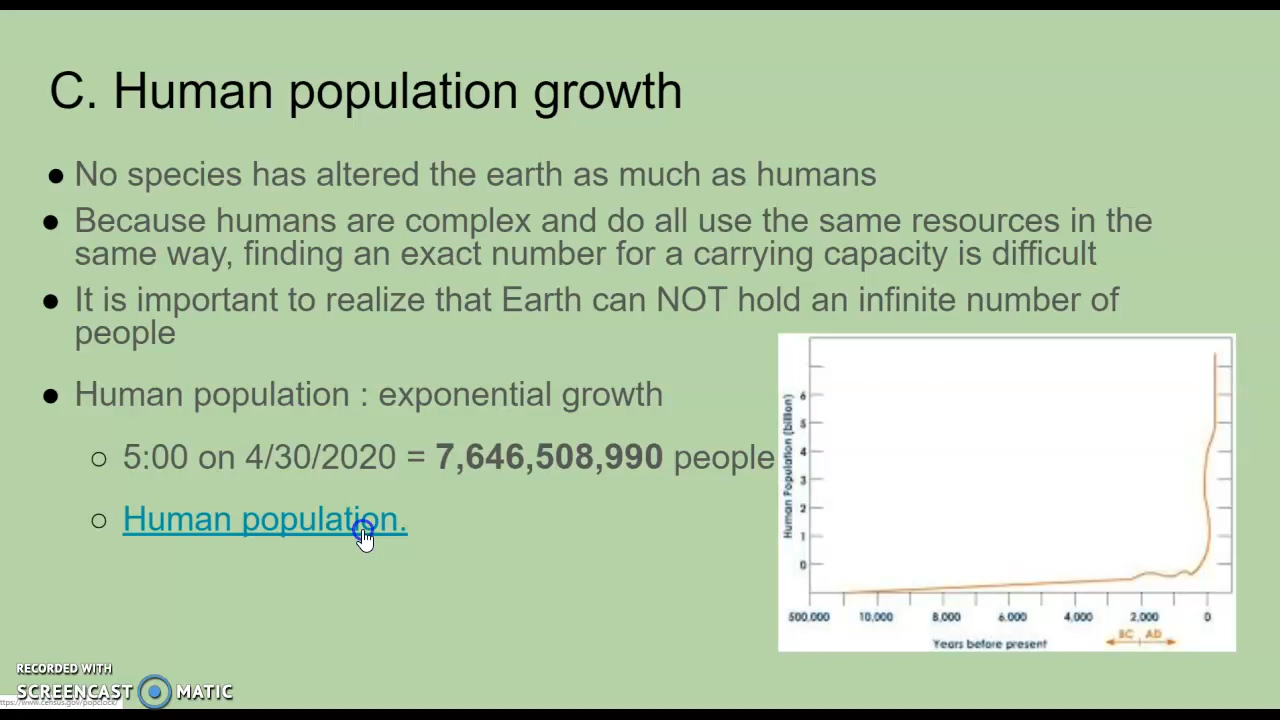 C. Human population growth
● No species has altered the earth as much as humans
● Because humans are complex and do all use the same resources in the
same way, finding an exact number for a carrying capacity is difficult
● It is important to realize that Earth can NOT hold an infinite number of
people
● Human population : exponential growth
○ 5:00 on 4/30/2020 = 7,646,508,990 people
○ Human population.
Human Population (billion)
6
5
4
3
2
1
0
500,000 10,000 8,000 6,000 4,000 2,000 0
BC AD
Years before present
RECORDED WITH
SCREENCAST MATIC
ttps://www.census.gov/popclock/